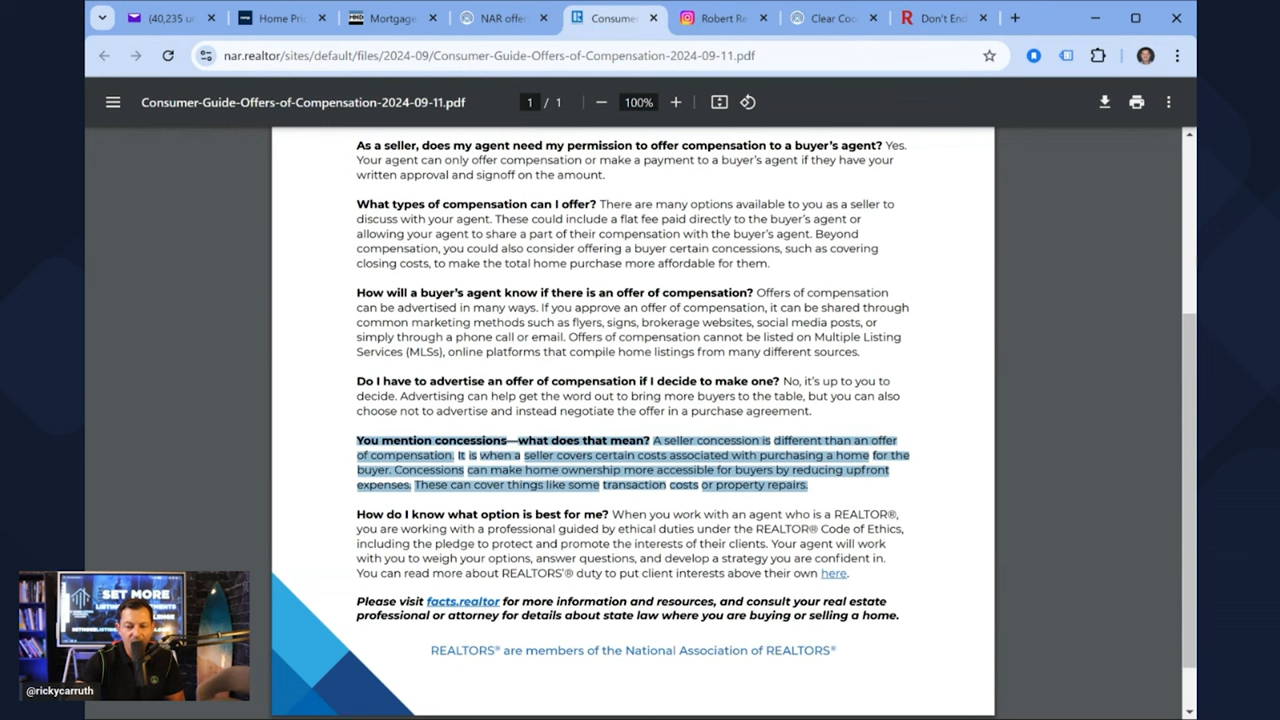 (40,235 u
Home Pric
Mortgage
NAR offer
Consume
Robert Re
Clear Coo
Don't End
nar.realtor/sites/default/files/2024-09/Consumer-Guide-Offers-of-Compensation-2024-09-11.pdf
Consumer-Guide-Offers-of-Compensation-2024-09-11.pdf
1 / 1
100%
As a seller, does my agent need my permission to offer compensation to a buyer's agent? Yes.
Your agent can only offer compensation or make a payment to a buyer's agent if they have your
written approval and signoff on the amount.
What types of compensation can I offer? There are many options available to you as a seller to
discuss with your agent. These could include a flat fee paid directly to the buyer's agent or
allowing your agent to share a part of their compensation with the buyer's agent. Beyond
compensation, you could also consider offering a buyer certain concessions, such as covering
closing costs, to make the total home purchase more affordable for them.
How will a buyer's agent know if there is an offer of compensation? Offers of compensation
can be advertised in many ways. If you approve an offer of compensation, it can be shared through
common marketing methods such as flyers, signs, brokerage websites, social media posts, or
simply through a phone call or email. Offers of compensation cannot be listed on Multiple Listing
Services (MLSs), online platforms that compile home listings from many different sources.
Do I have to advertise an offer of compensation if I decide to make one? No, it's up to you to
decide. Advertising can help get the word out to bring more buyers to the table, but you can also
choose not to advertise and instead negotiate the offer in a purchase agreement.
You mention concessions—what does that mean? A seller concession is different than an offer
of compensation. It is when a seller covers certain costs associated with purchasing a home for the
buyer. Concessions can make home ownership more accessible for buyers by reducing upfront
expenses. These can cover things like some transaction costs or property repairs.
How do I know what option is best for me? When you work with an agent who is a REALTOR®,
you are working with a professional guided by ethical duties under the REALTOR® Code of Ethics,
including the pledge to protect and promote the interests of their clients. Your agent will work
with you to weigh your options, answer questions, and develop a strategy you are confident in.
You can read more about REALTORS'® duty to put client interests above their own here.
Please visit facts.realtor for more information and resources, and consult your real estate
professional or attorney for details about state law where you are buying or selling a home.
REALTORS® are members of the National Association of REALTORS®
SET MORE
@rickycarruth